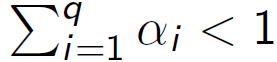 ∑_{i=1}^{q} α_i < 1